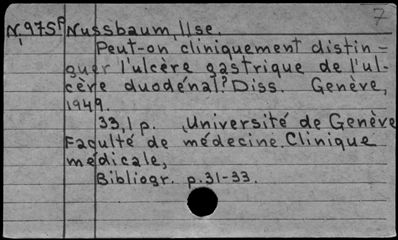 7
N,975P Nussbaum, Ilse.
Peut-on cliniquement distin-
guer l'ulcère gastrique de l'ul-
cère duodénal? Diss. Genève,
1949.
33,1 p. (Université de Genève
Faculté de médecine. Clinique
médicale,
Bibliogr. p.31-33.